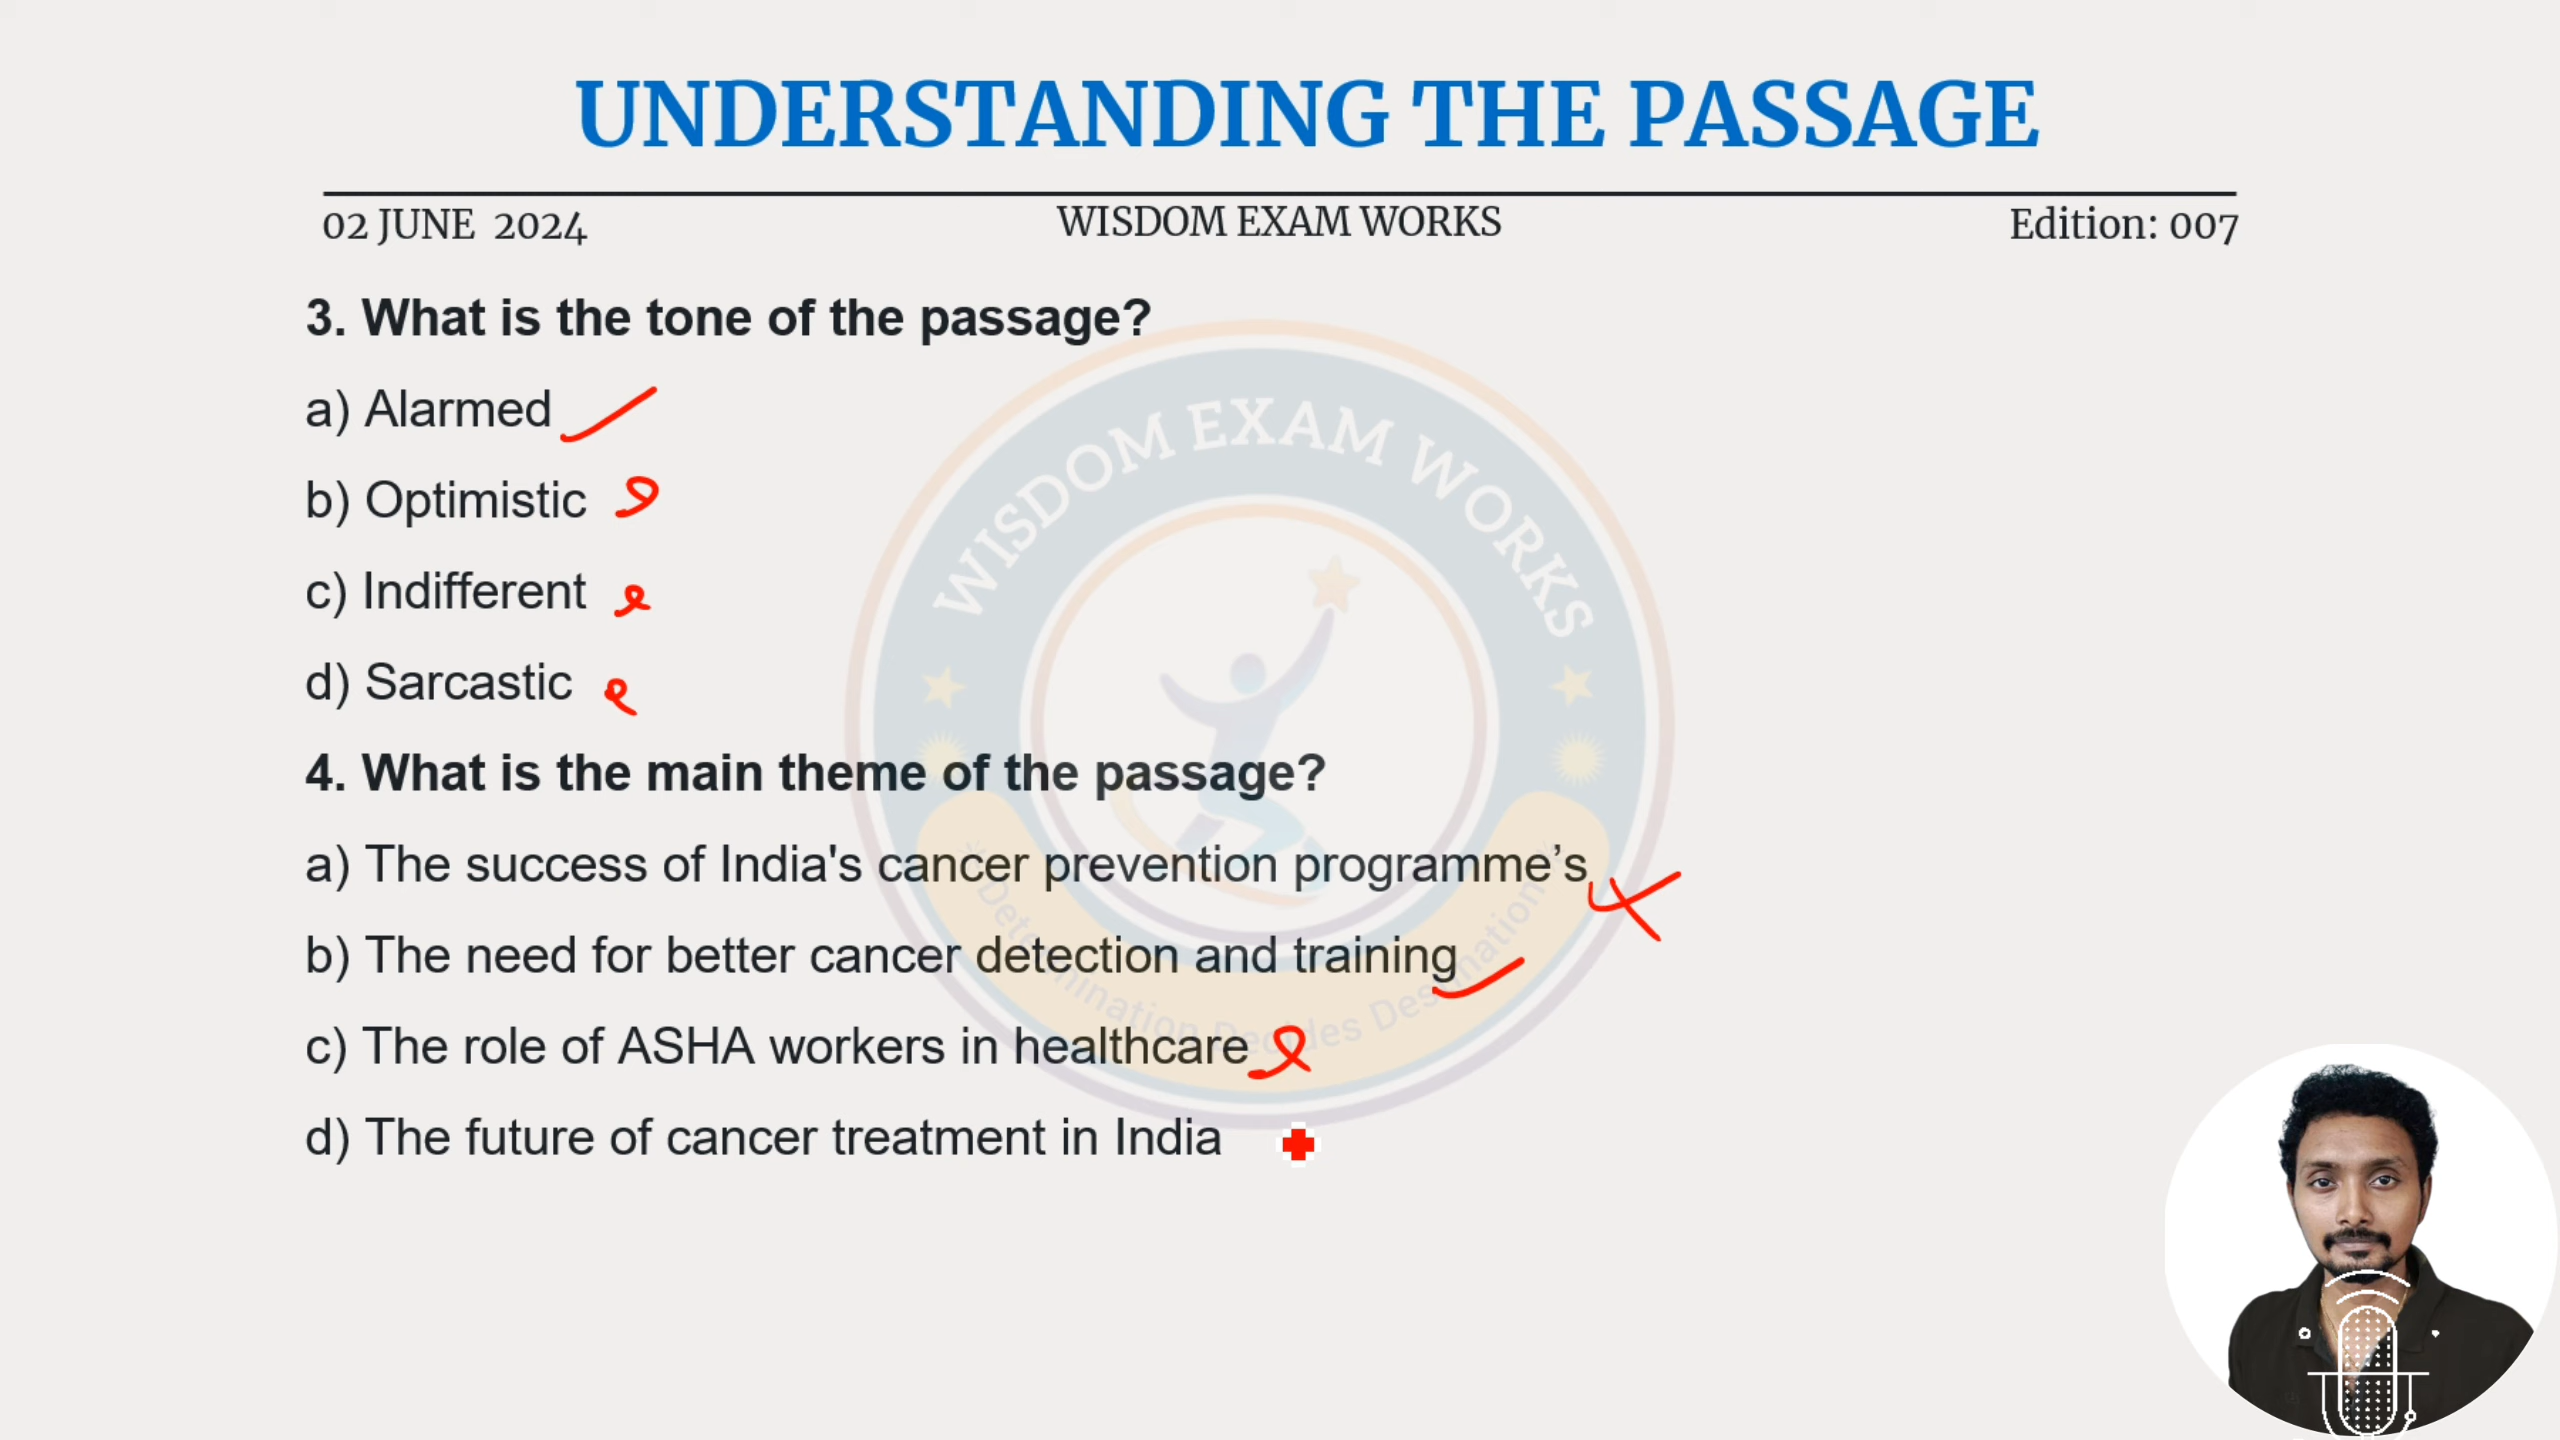 UNDERSTANDING THE PASSAGE
02 JUNE 2024 WISDOM EXAM WORKS Edition: 007
3. What is the tone of the passage?
a) Alarmed
b) Optimistic
c) Indifferent
d) Sarcastic
4. What is the main theme of the passage?
a) The success of India's cancer prevention programme’s
b) The need for better cancer detection and training
c) The role of ASHA workers in healthcare
d) The future of cancer treatment in India
WISDOM EXAM WORKS
Determination Decides Destination